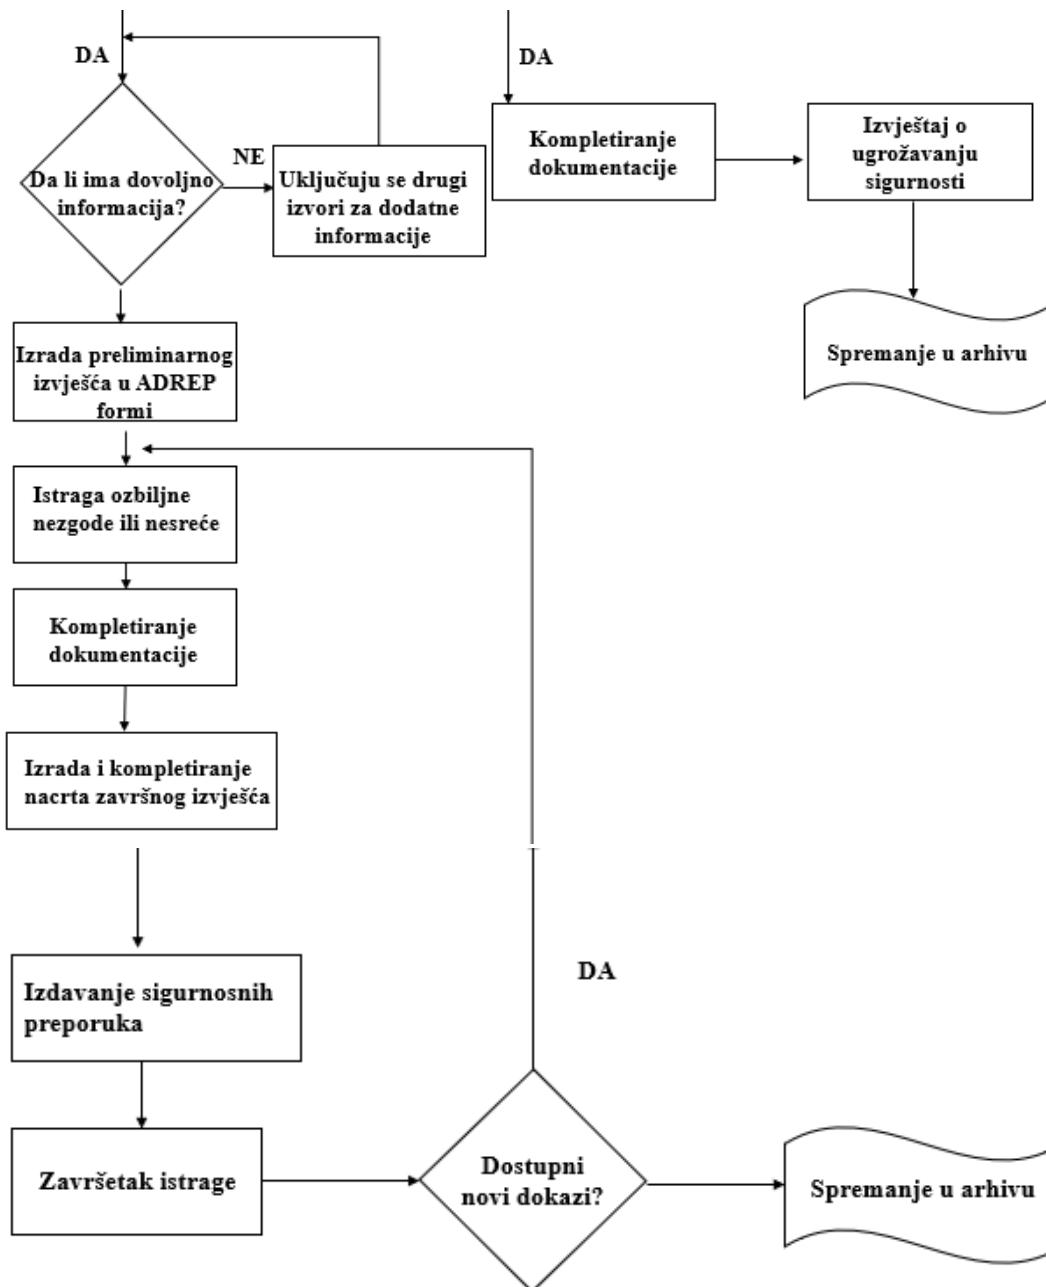 DA
DA
Da li ima dovoljno
informacija?
NE
Uključuju se drugi
izvori za dodatne
informacije
Kompletiranje
dokumentacije
Izvještaj o
ugrožavanju
sigurnosti
Spremanje u arhivu
Izrada preliminarnog
izvješća u ADREP
formi
Istraga ozbiljne
nezgode ili nesreće
Kompletiranje
dokumentacije
Izrada i kompletiranje
nacrta završnog izvješća
Izdavanje sigurnosnih
preporuka
DA
Završetak istrage
Dostupni
novi dokazi?
Spremanje u arhivu